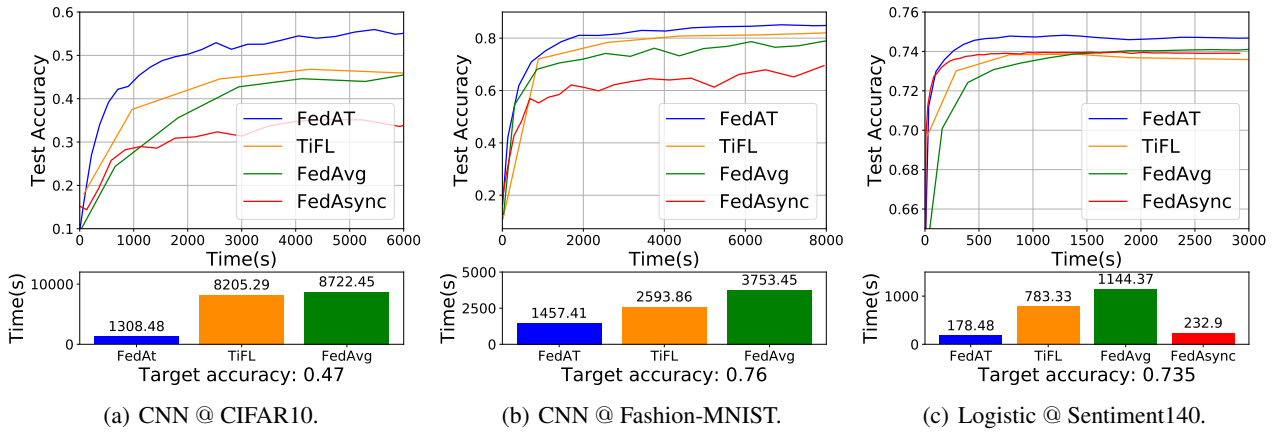 0.6
0.5
0.4
0.3
0.2
0.1
Test Accuracy
FedAT
TiFL
FedAvg
FedAsync
0 1000 2000 3000 4000 5000 6000
Time(s)
10000
0
Time(s)
1308.48 8205.29 8722.45
FedAt TiFL FedAvg
Target accuracy: 0.47
(a) CNN @ CIFAR10.
0.8
0.6
0.4
0.2
Test Accuracy
FedAT
TiFL
FedAvg
FedAsync
0 2000 4000 6000 8000
Time(s)
5000
2500
0
Time(s)
1457.41 2593.86 3753.45
FedAT TiFL FedAvg
Target accuracy: 0.76
(b) CNN @ Fashion-MNIST.
0.76
0.74
0.72
0.70
0.68
0.66
Test Accuracy
FedAT
TiFL
FedAvg
FedAsync
0 500 1000 1500 2000 2500 3000
Time(s)
1000
0
Time(s)
178.48 783.33 1144.37 232.9
FedAT TiFL FedAvg FedAsync
Target accuracy: 0.735
(c) Logistic @ Sentiment140.